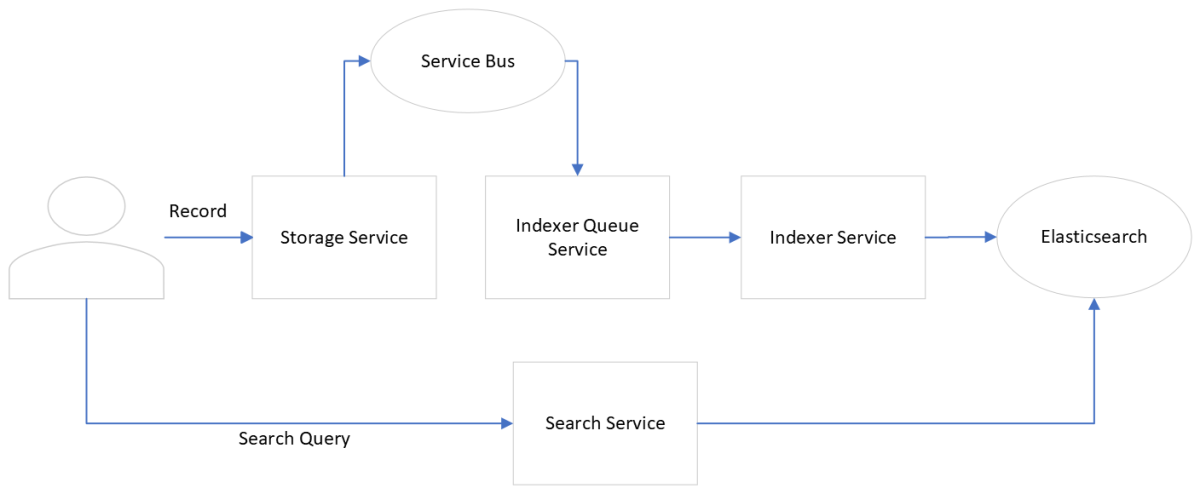 Service Bus
Record
Storage Service
Indexer Queue
Service
Indexer Service
Elasticsearch
Search Service
Search Query